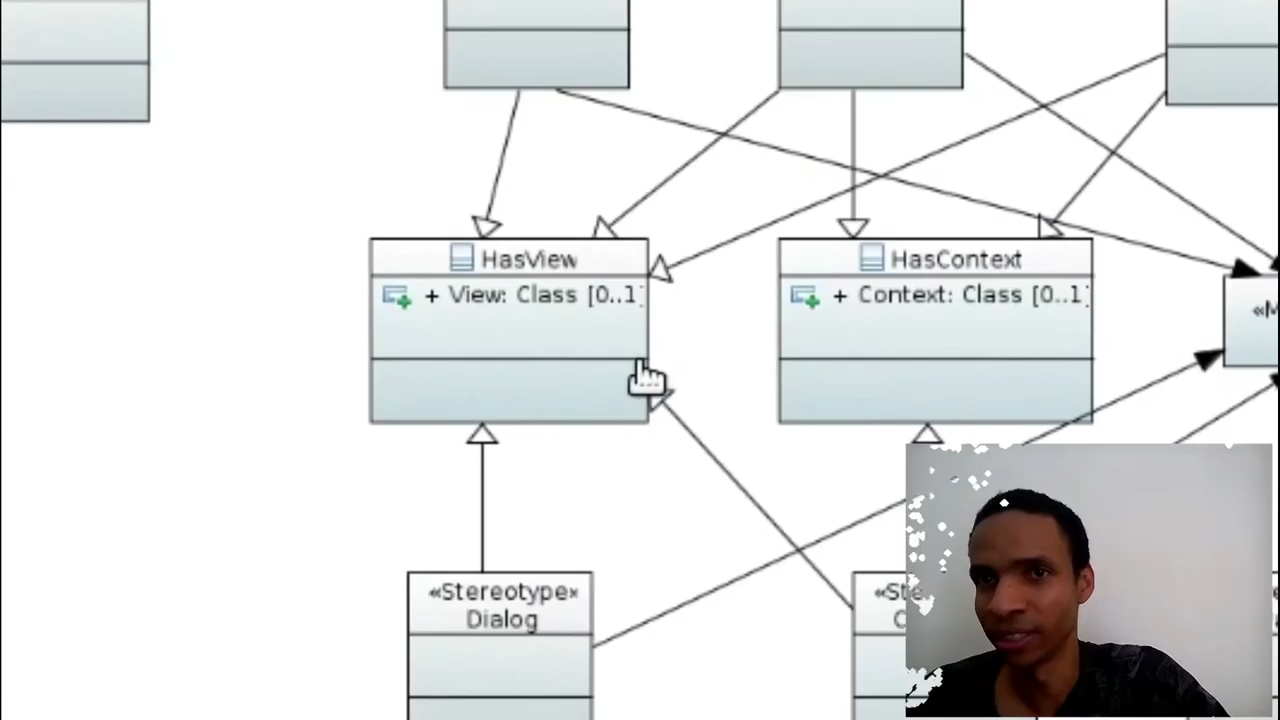 HasView
+ View: Class [0..1]
HasContext
+ Context: Class [0..1]
«Stereotype»
Dialog